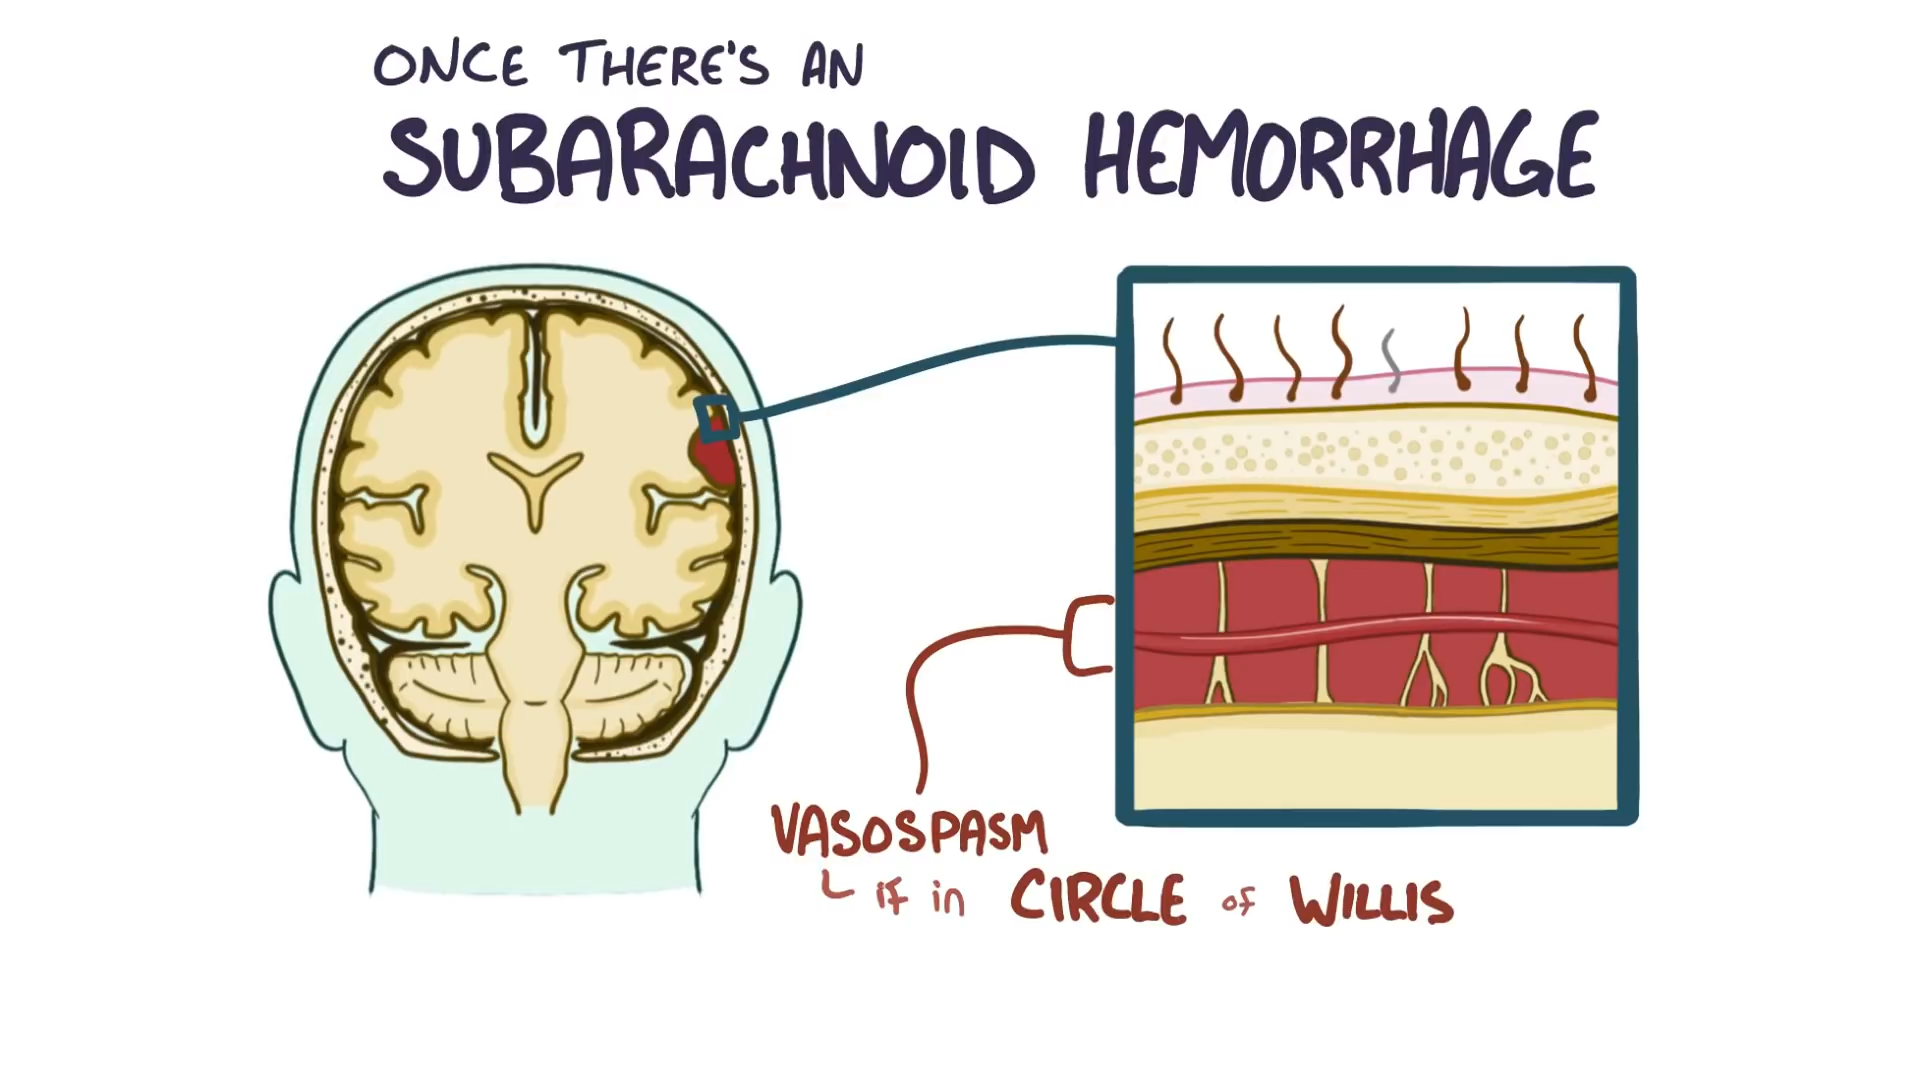 ONCE THERE'S AN
SUBARACHNOID HEMORRHAGE
VASOSPASM
if in CIRCLE of WILLIS